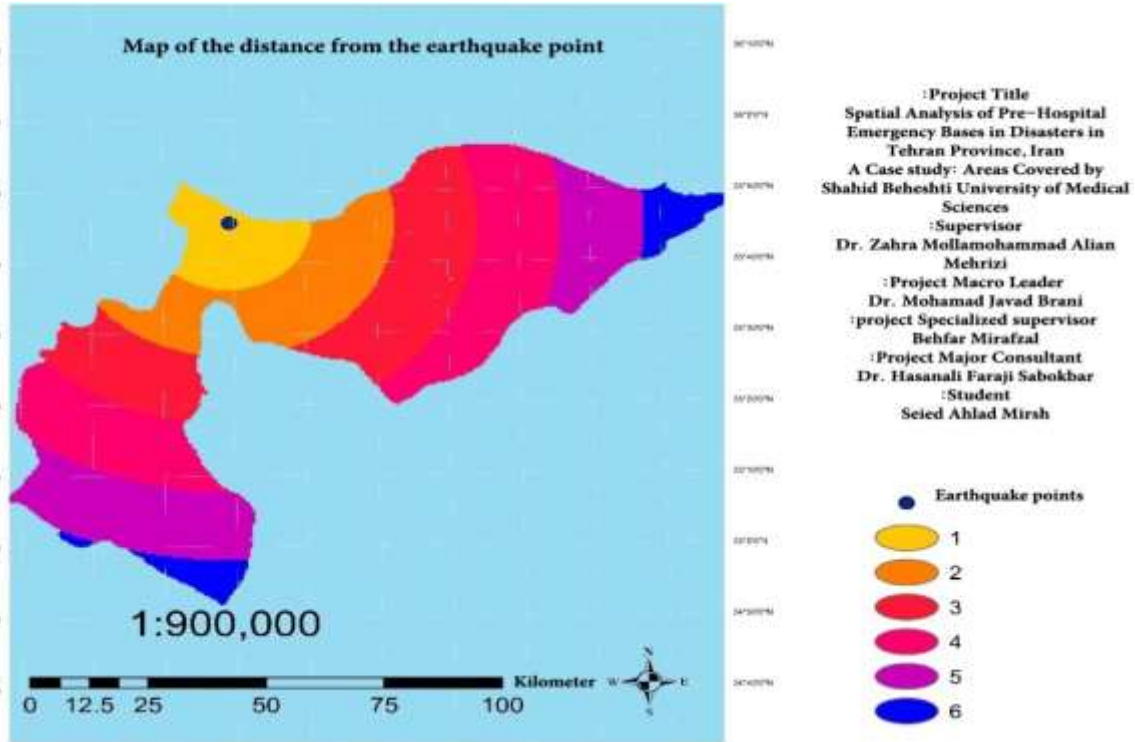 Map of the distance from the earthquake point
:Project Title
Spatial Analysis of Pre-Hospital
Emergency Bases in Disasters in
Tehran Province, Iran
A Case study: Areas Covered by
Shahid Beheshti University of Medical
Sciences
:Supervisor
Dr. Zahra Mollamohammad Alian
Mehrizi
:Project Macro Leader
Dr. Mohamad Javad Brani
:project Specialized supervisor
Behfar Mirafzal
:Project Major Consultant
Dr. Hasanali Faraji Sabokbar
:Student
Seied Ahlad Mirsh
Earthquake points
1
2
3
4
5
6
1:900,000
Kilometer
N
W E
S
0 12.5 25 50 75 100